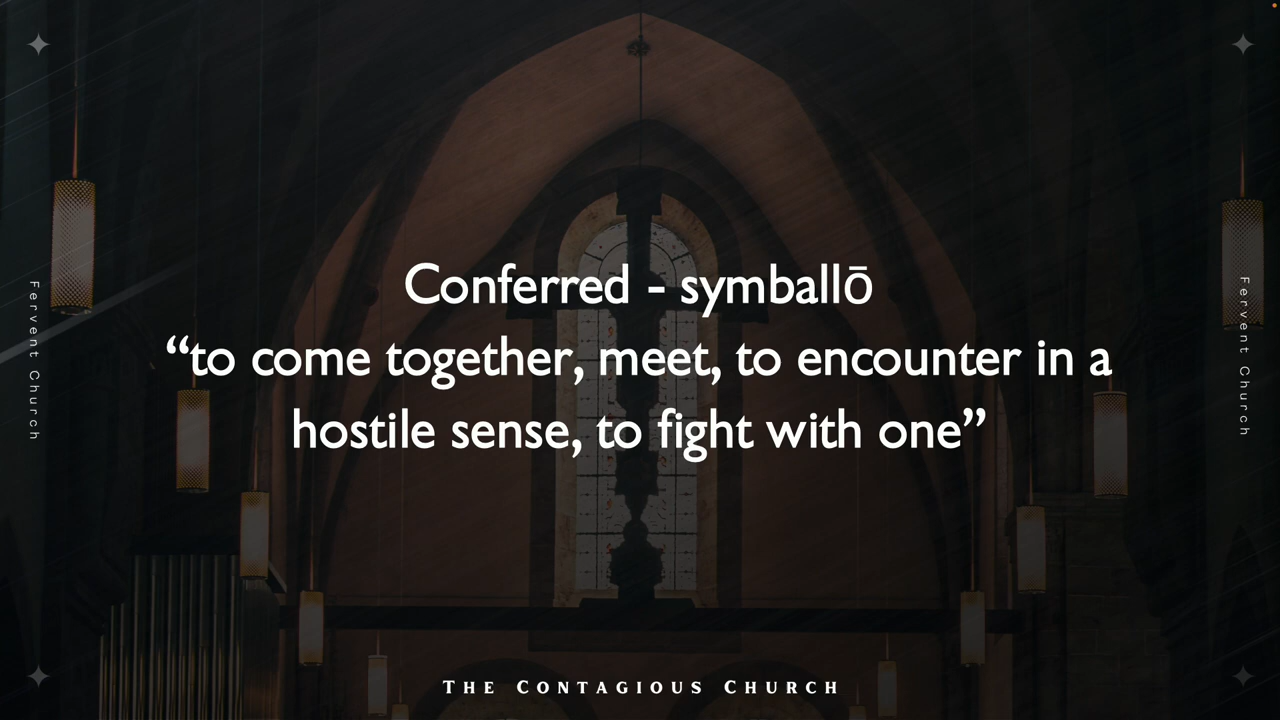 Conferred - symballō
“to come together, meet, to encounter in a
hostile sense, to fight with one”
Fervent Church
Fervent Church
The Contagious Church